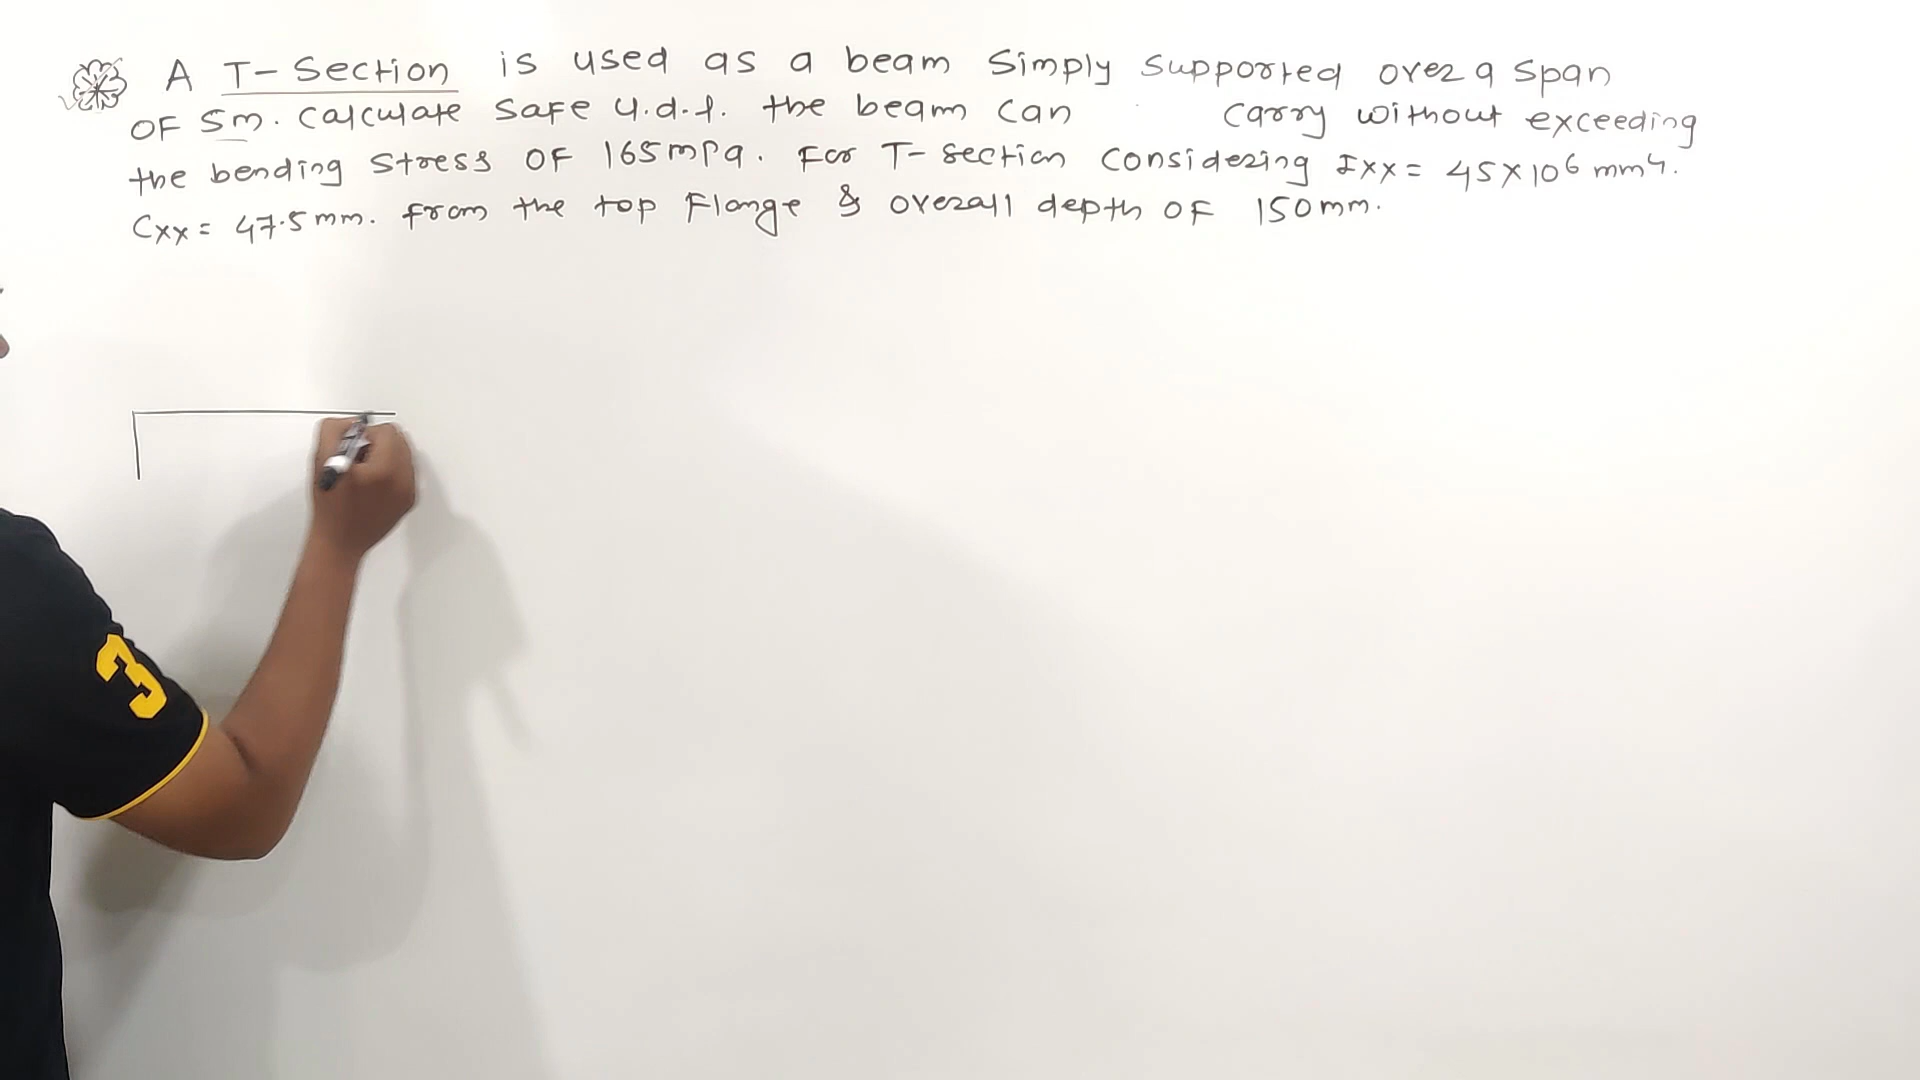 A T-Section is used as a beam Simply Supported over a span
OF 5m. Calculate safe u.d.l. the beam can carry without exceeding
the bending stress OF 165mpa. For T-section considering Ixx = 45×10⁶ mm⁴.
Cxx = 47.5mm. from the top Flange & overall depth OF 150mm.
3